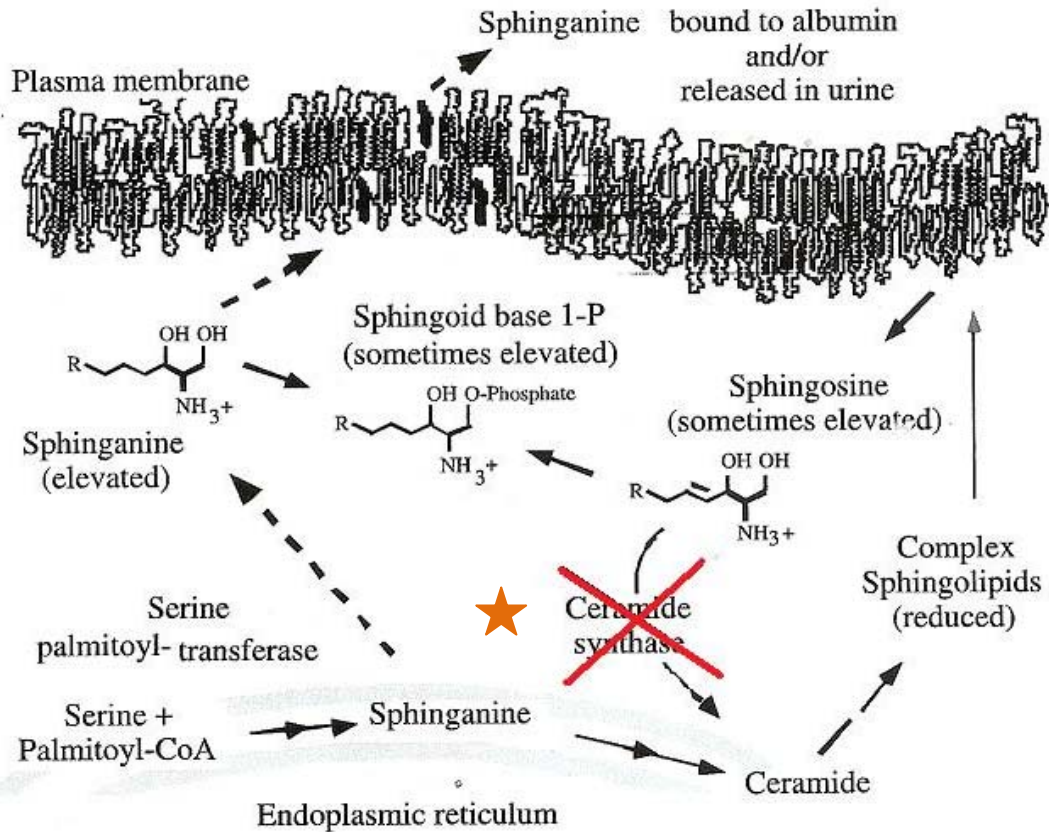 Sphinganine
bound to albumin
and/or
released in urine
Plasma membrane
OH OH
R
NH3+
Sphinganine
(elevated)
Sphingoid base 1-P
(sometimes elevated)
OH O-Phosphate
R
NH3+
Sphingosine
(sometimes elevated)
OH OH
R
NH3+
Complex
Sphingolipids
(reduced)
Ceramide
synthase
Serine
palmitoyl- transferase
Serine +
Palmitoyl-CoA
Sphinganine
Ceramide
Endoplasmic reticulum